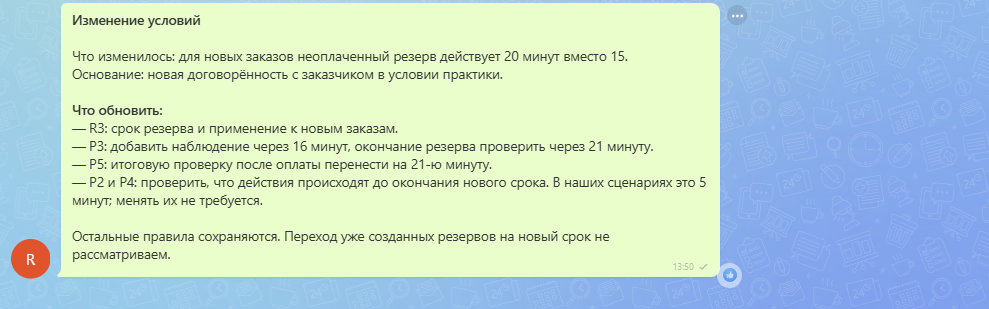 Изменение условий
Что изменилось: для новых заказов неоплаченный резерв действует 20 минут вместо 15.
Основание: новая договорённость с заказчиком в условии практики.
Что обновить:
— R3: срок резерва и применение к новым заказам.
— P3: добавить наблюдение через 16 минут, окончание резерва проверить через 21 минуту.
— P5: итоговую проверку после оплаты перенести на 21-ю минуту.
— P2 и P4: проверить, что действия происходят до окончания нового срока. В наших сценариях это 5
минут; менять их не требуется.
Остальные правила сохраняются. Переход уже созданных резервов на новый срок не
рассматриваем.
13:50
R